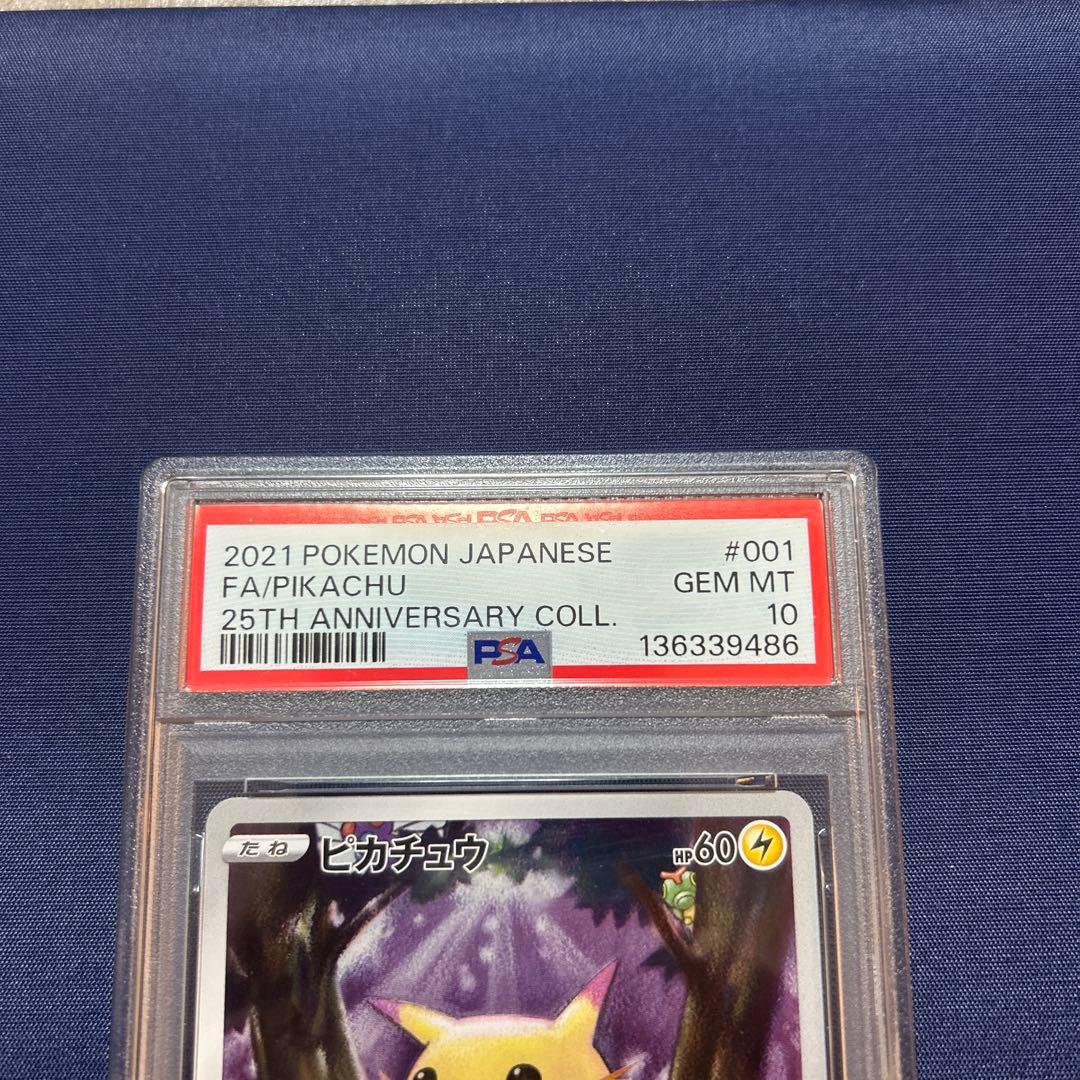 2021 POKEMON JAPANESE #001
FA/PIKACHU GEM MT
25TH ANNIVERSARY COLL. 10
PSA 136339486
たね ピカチュウ HP60